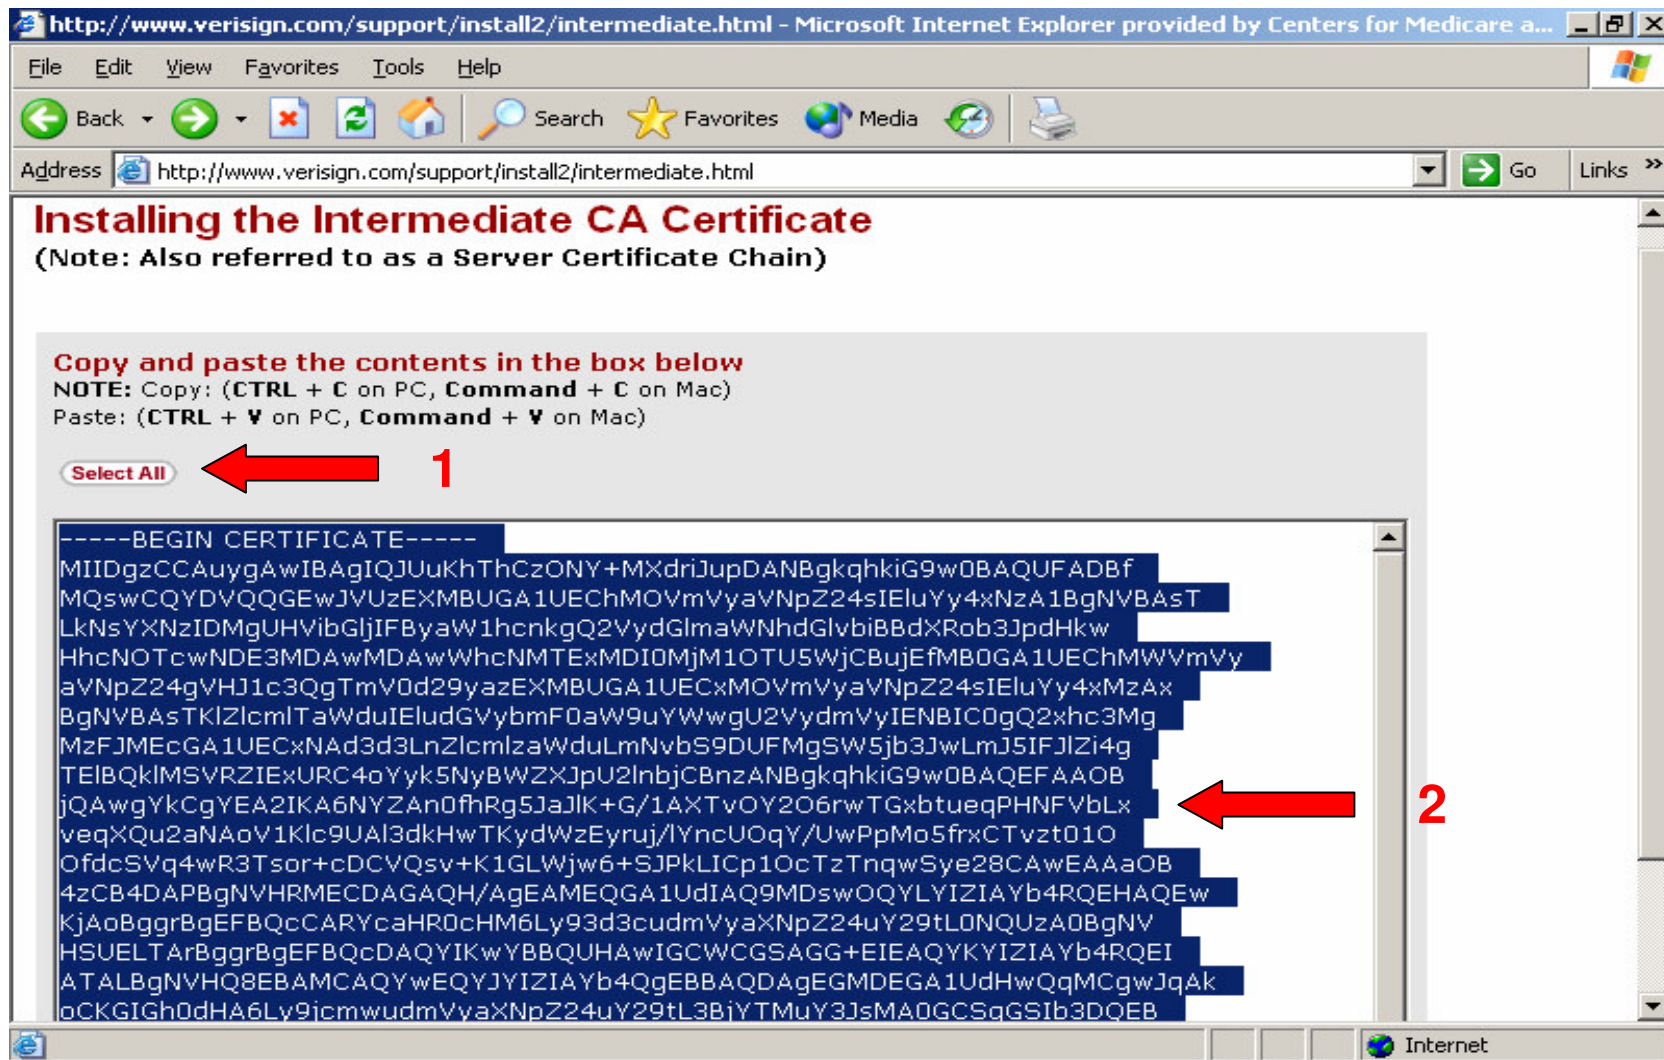 http://www.verisign.com/support/install2/intermediate.html - Microsoft Internet Explorer provided by Centers for Medicare a...
File Edit View Favorites Tools Help
Back Search Favorites Media
Address http://www.verisign.com/support/install2/intermediate.html Go Links »
Installing the Intermediate CA Certificate
(Note: Also referred to as a Server Certificate Chain)
Copy and paste the contents in the box below
NOTE: Copy: (CTRL + C on PC, Command + C on Mac)
Paste: (CTRL + V on PC, Command + V on Mac)
Select All 1
-----BEGIN CERTIFICATE-----
MIIDgzCCAuygAwIBAgIQJUuKhThCzONY+MXdriJupDANBgkqhkiG9w0BAQUFADBf
MQswCQYDVQQGEwJVUzEXMBUGA1UEChMOVmVyaVNpZ24sIEluYy4xNzA1BgNVBAsT
LkNsYXNzIDMgUHVibGljIFByaW1hcnkgQ2VydGlmaWNhdGlvbiBBdXRob3JpdHkw
HhcNOTcwNDE3MDAwMDAwWhcNMTExMDI0MjM1OTU5WjCBujEfMB0GA1UEChMWVmVy
aVNpZ24gVHJ1c3QgTmV0d29yazEXMBUGA1UECxMOVmVyaVNpZ24sIEluYy4xMzAx
BgNVBAsTKlZlcmlTaWduIEludGVybmF0aW9uYWwgU2VydmVyIENBIC0gQ2xhc3Mg
MzFJMEcGA1UECxNAd3d3LnZlcmlzaWduLmNvbS9DUFMgSW5jb3JwLmJ5IFJlZi4g
TElBQklMSVRZIExURC4oYyk5NyBWZXJpU2lnbjCBnzANBgkqhkiG9w0BAQEFAAOB
jQAwgYkCgYEA2IKA6NYZAn0fhRg5JaJlK+G/1AXTvOY2O6rwTGxbtueqPHNFVbLx 2
veqXQu2aNAoV1Klc9UAl3dkHwTKydWzEyruj/lYncUOqY/UwPpMo5frxCTvzt01O
OfdcSVq4wR3Tsor+cDCVQsv+K1GLWjw6+SJPkLICp1OcTzTnqwSye28CAwEAAaOB
4zCB4DAPBgNVHRMECDAGAQH/AgEAMEQGA1UdIAQ9MDswOQYLYIZIAYb4RQEHAQEw
KjAoBggrBgEFBQcCARYcaHR0cHM6Ly93d3cudmVyaXNpZ24uY29tL0NQUzA0BgNV
HSUELTArBggrBgEFBQcDAQYIKwYBBQUHAwIGCWCGSAGG+EIEAQYKYIZIAYb4RQEI
ATALBgNVHQ8EBAMCAQYwEQYJYIZIAYb4QgEBBAQDAgEGMDEGA1UdHwQqMCgwJqAk
oCKGIGh0dHA6Ly9jcmwudmVyaXNpZ24uY29tL3BjYTMuY3JsMA0GCSqGSIb3DQEB
Internet